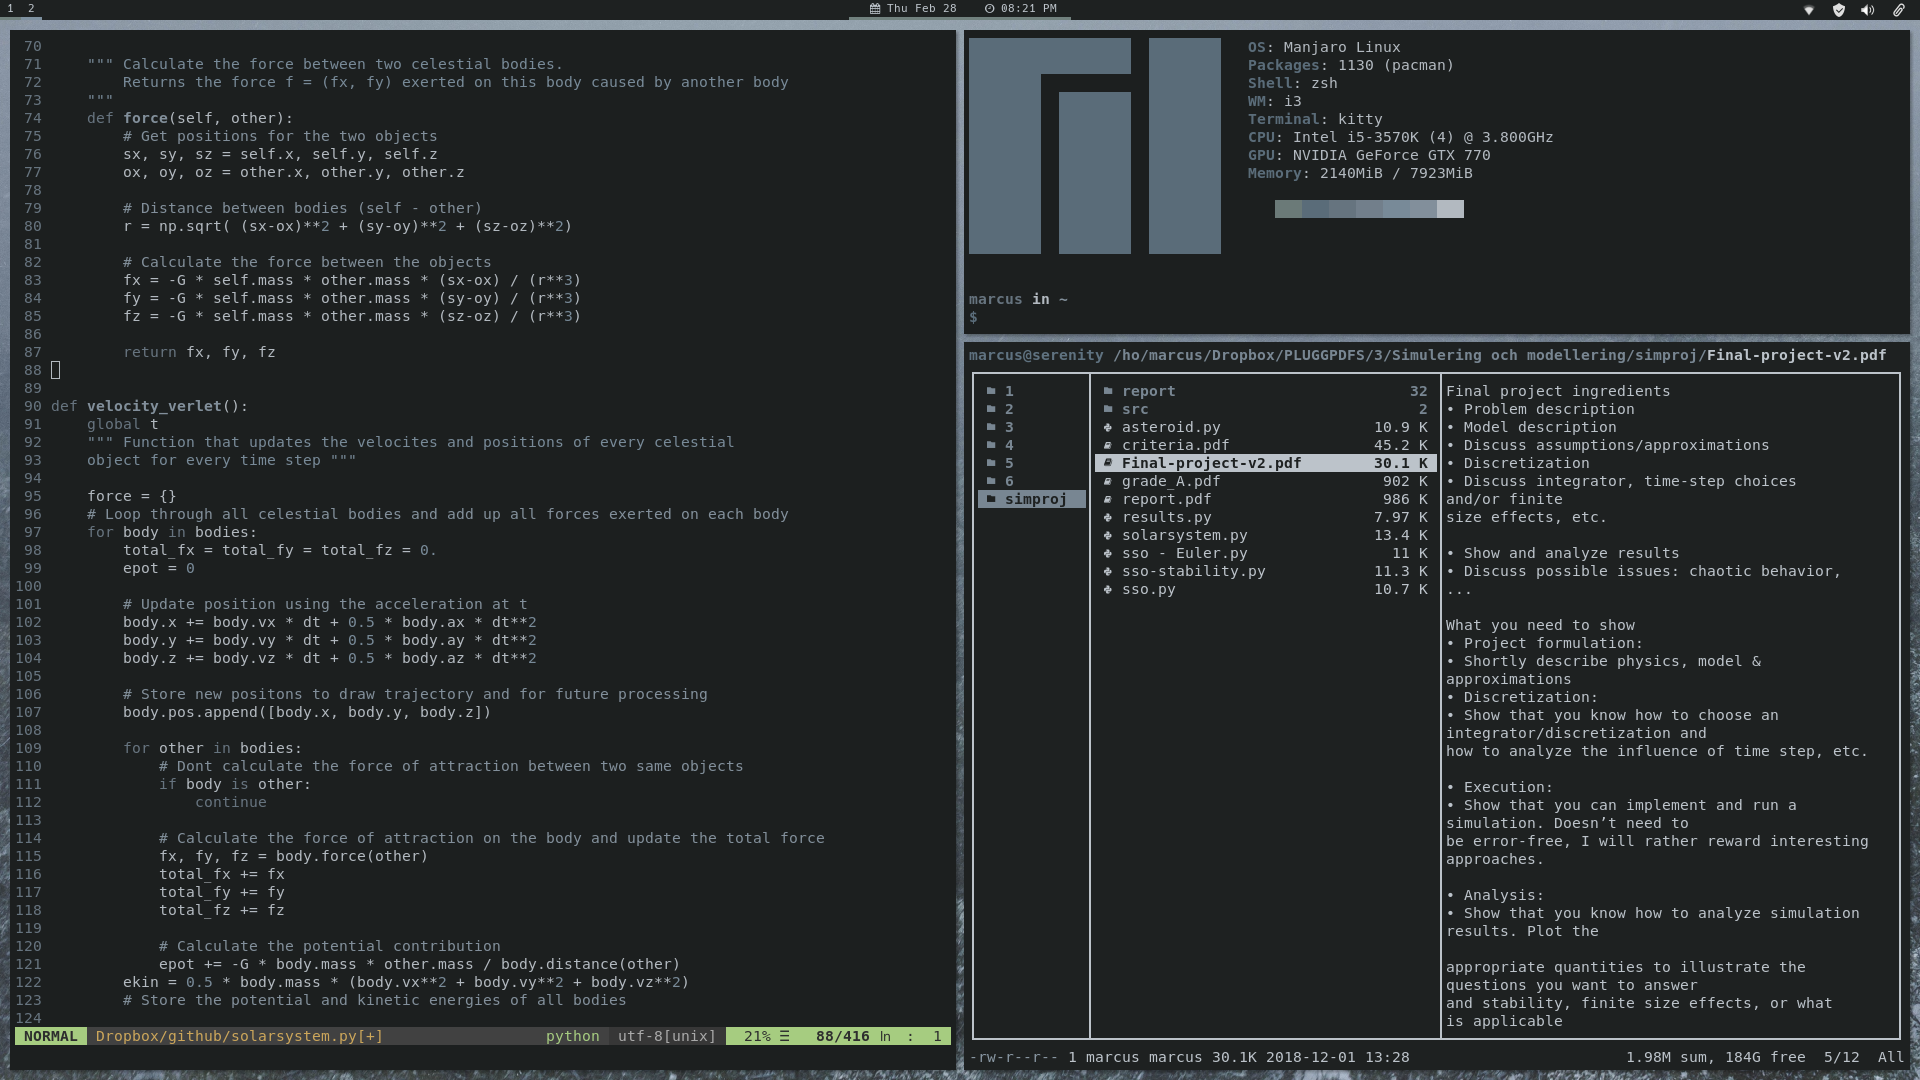 1 2
Thu Feb 28 08:21 PM
70
71     """ Calculate the force between two celestial bodies.
72         Returns the force f = (fx, fy) exerted on this body caused by another body
73     """
74     def force(self, other):
75         # Get positions for the two objects
76         sx, sy, sz = self.x, self.y, self.z
77         ox, oy, oz = other.x, other.y, other.z
78
79         # Distance between bodies (self - other)
80         r = np.sqrt( (sx-ox)**2 + (sy-oy)**2 + (sz-oz)**2)
81
82         # Calculate the force between the objects
83         fx = -G * self.mass * other.mass * (sx-ox) / (r**3)
84         fy = -G * self.mass * other.mass * (sy-oy) / (r**3)
85         fz = -G * self.mass * other.mass * (sz-oz) / (r**3)
86
87         return fx, fy, fz
88
89
90 def velocity_verlet():
91     global t
92     """ Function that updates the velocites and positions of every celestial
93     object for every time step """
94
95     force = {}
96     # Loop through all celestial bodies and add up all forces exerted on each body
97     for body in bodies:
98         total_fx = total_fy = total_fz = 0.
99         epot = 0
100
101         # Update position using the acceleration at t
102         body.x += body.vx * dt + 0.5 * body.ax * dt**2
103         body.y += body.vy * dt + 0.5 * body.ay * dt**2
104         body.z += body.vz * dt + 0.5 * body.az * dt**2
105
106         # Store new positons to draw trajectory and for future processing
107         body.pos.append([body.x, body.y, body.z])
108
109         for other in bodies:
110             # Dont calculate the force of attraction between two same objects
111             if body is other:
112                 continue
113
114             # Calculate the force of attraction on the body and update the total force
115             fx, fy, fz = body.force(other)
116             total_fx += fx
117             total_fy += fy
118             total_fz += fz
119
120             # Calculate the potential contribution
121             epot += -G * body.mass * other.mass / body.distance(other)
122         ekin = 0.5 * body.mass * (body.vx**2 + body.vy**2 + body.vz**2)
123         # Store the potential and kinetic energies of all bodies
124
NORMAL Dropbox/github/solarsystem.py[+] python utf-8[unix] 21% ☰ 88/416 ln : 1
OS: Manjaro Linux
Packages: 1130 (pacman)
Shell: zsh
WM: i3
Terminal: kitty
CPU: Intel i5-3570K (4) @ 3.800GHz
GPU: NVIDIA GeForce GTX 770
Memory: 2140MiB / 7923MiB
marcus in ~
$
marcus@serenity /ho/marcus/Dropbox/PLUGGPDFS/3/Simulering och modellering/simproj/Final-project-v2.pdf
1
2
3
4
5
6
simproj
report 32
src 2
asteroid.py 10.9 K
criteria.pdf 45.2 K
Final-project-v2.pdf 30.1 K
grade_A.pdf 902 K
report.pdf 986 K
results.py 7.97 K
solarsystem.py 13.4 K
sso - Euler.py 11 K
sso-stability.py 11.3 K
sso.py 10.7 K
Final project ingredients
• Problem description
• Model description
• Discuss assumptions/approximations
• Discretization
• Discuss integrator, time-step choices
and/or finite
size effects, etc.
• Show and analyze results
• Discuss possible issues: chaotic behavior,
...
What you need to show
• Project formulation:
• Shortly describe physics, model &
approximations
• Discretization:
• Show that you know how to choose an
integrator/discretization and
how to analyze the influence of time step, etc.
• Execution:
• Show that you can implement and run a
simulation. Doesn’t need to
be error-free, I will rather reward interesting
approaches.
• Analysis:
• Show that you know how to analyze simulation
results. Plot the
appropriate quantities to illustrate the
questions you want to answer
and stability, finite size effects, or what
is applicable
-rw-r--r-- 1 marcus marcus 30.1K 2018-12-01 13:28 1.98M sum, 184G free 5/12 All